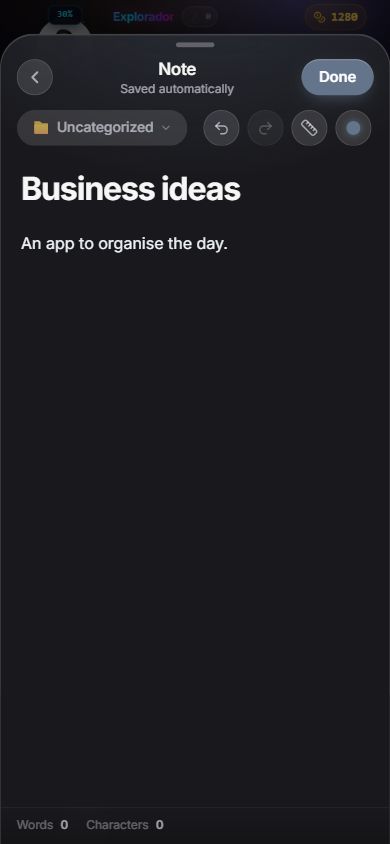 30%
Explorador
1280
Note
Saved automatically
Done
Uncategorized
Business ideas
An app to organise the day.
Words 0 Characters 0